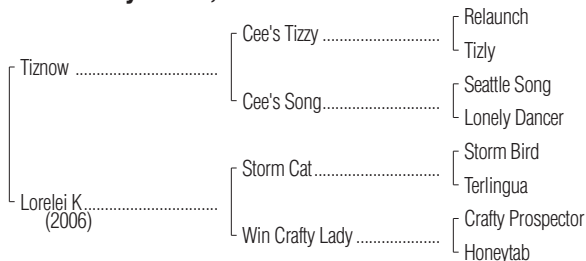 Relaunch
Cee's Tizzy
Tizly
Tiznow
Seattle Song
Cee's Song
Lonely Dancer
Storm Bird
Storm Cat
Terlingua
Lorelei K
(2006)
Crafty Prospector
Win Crafty Lady
Honeytab